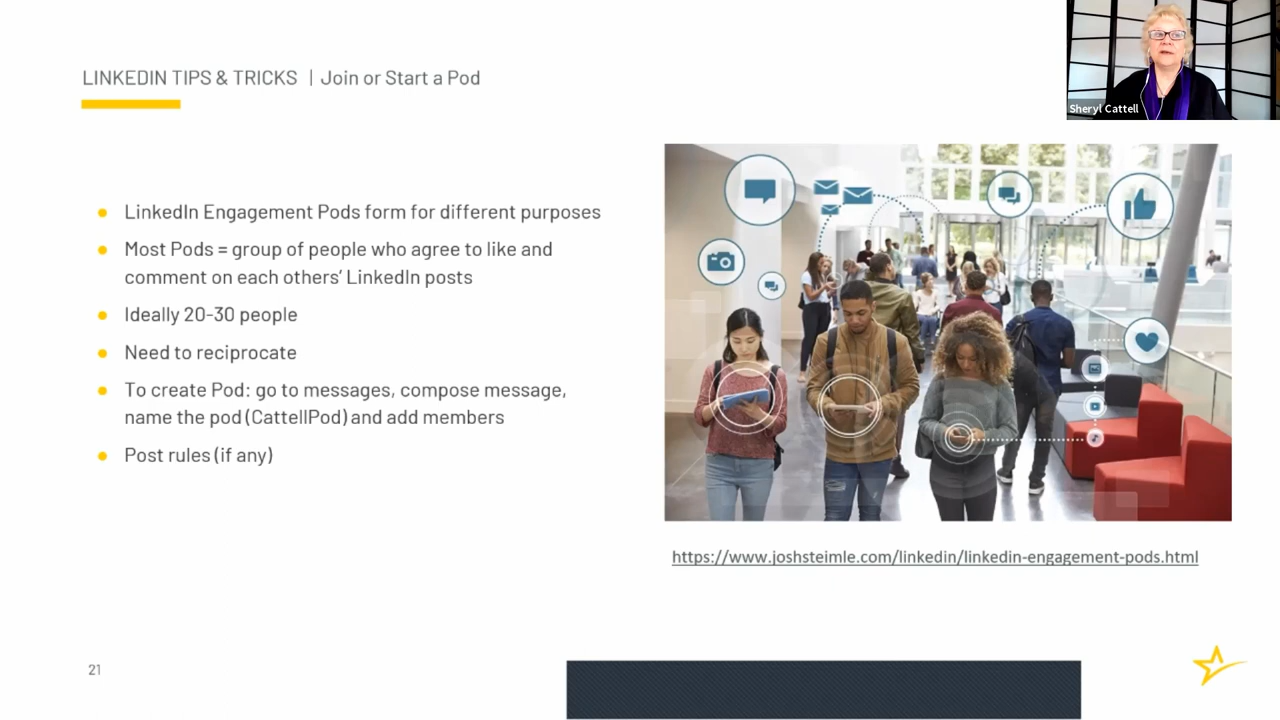 LINKEDIN TIPS & TRICKS | Join or Start a Pod
Sheryl Cattell
LinkedIn Engagement Pods form for different purposes
Most Pods = group of people who agree to like and
comment on each others’ LinkedIn posts
Ideally 20-30 people
Need to reciprocate
To create Pod: go to messages, compose message,
name the pod (CattellPod) and add members
Post rules (if any)
https://www.joshsteimle.com/linkedin/linkedin-engagement-pods.html
21